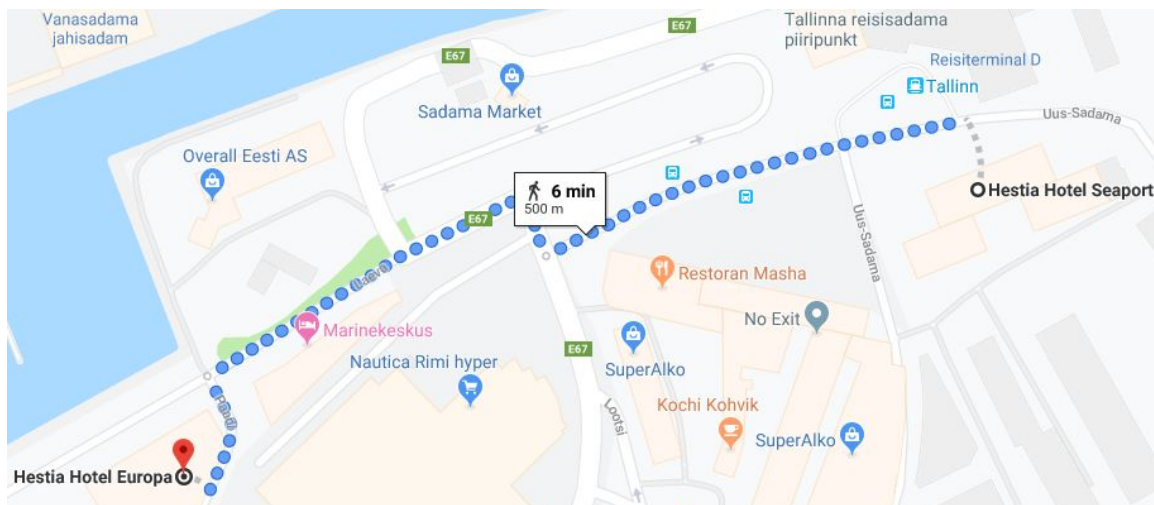 Vanasadama
jahisadam
E67
Tallinna reisisadama
piiripunkt
E67
Reisiterminal D
Tallinn
Sadama Market
Uus-Sadama
Overall Eesti AS
6 min
500 m
Hestia Hotel Seaport
E67
Uus-Sadama
Laeva
Restoran Masha
No Exit
Marinekeskus
E67
Nautica Rimi hyper
SuperAlko
Kochi Kohvik
Lootsi
SuperAlko
Paadi
Hestia Hotel Europa